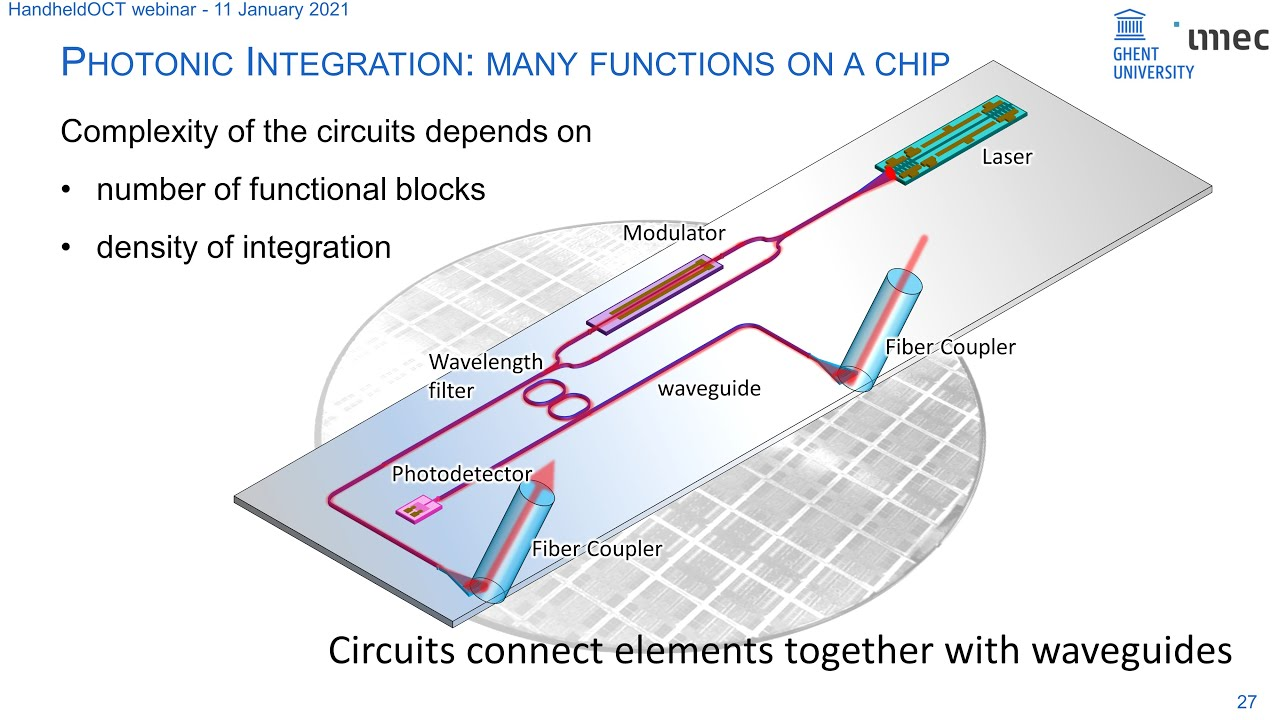 HandheldOCT webinar - 11 January 2021
PHOTONIC INTEGRATION: MANY FUNCTIONS ON A CHIP
GHENT
UNIVERSITY
imec
Complexity of the circuits depends on
• number of functional blocks
• density of integration
Laser
Modulator
Fiber Coupler
Wavelength
filter
waveguide
Photodetector
Fiber Coupler
Circuits connect elements together with waveguides
27